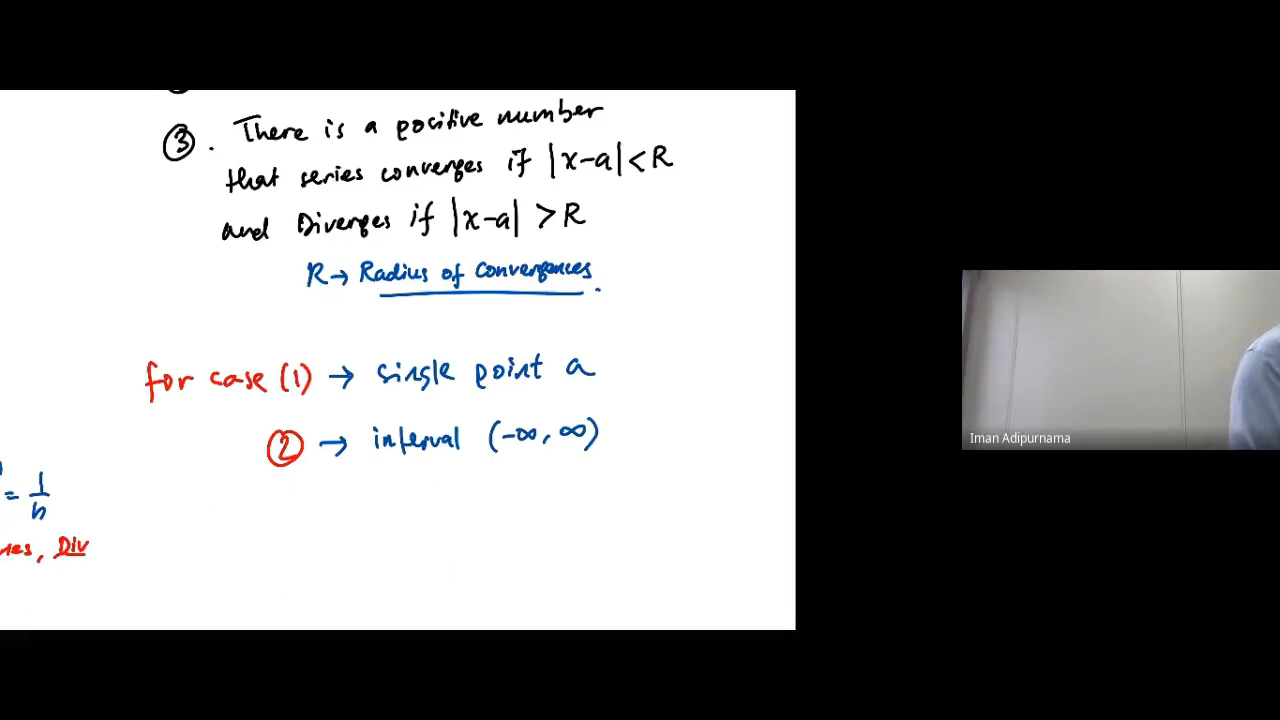 ③. There is a positive number
that series converges if |x-a| < R
and Diverges if |x-a| > R
R → Radius of convergences.
for case (1) → single point a
② → interval (-∞, ∞)
= 1/n
, Div
Iman Adipurnama